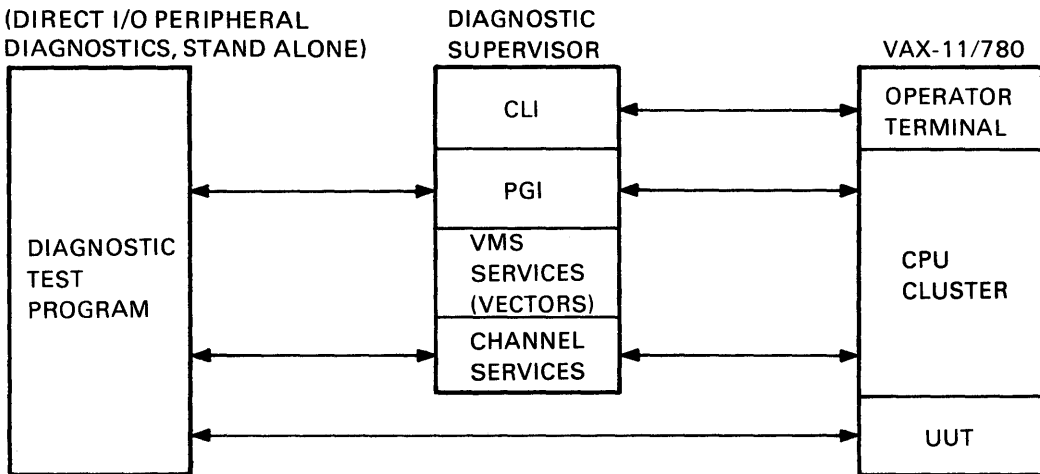 (DIRECT I/O PERIPHERAL
DIAGNOSTICS, STAND ALONE)
DIAGNOSTIC
SUPERVISOR
VAX-11/780
DIAGNOSTIC
TEST
PROGRAM
CLI
PGI
VMS
SERVICES
(VECTORS)
CHANNEL
SERVICES
OPERATOR
TERMINAL
CPU
CLUSTER
UUT